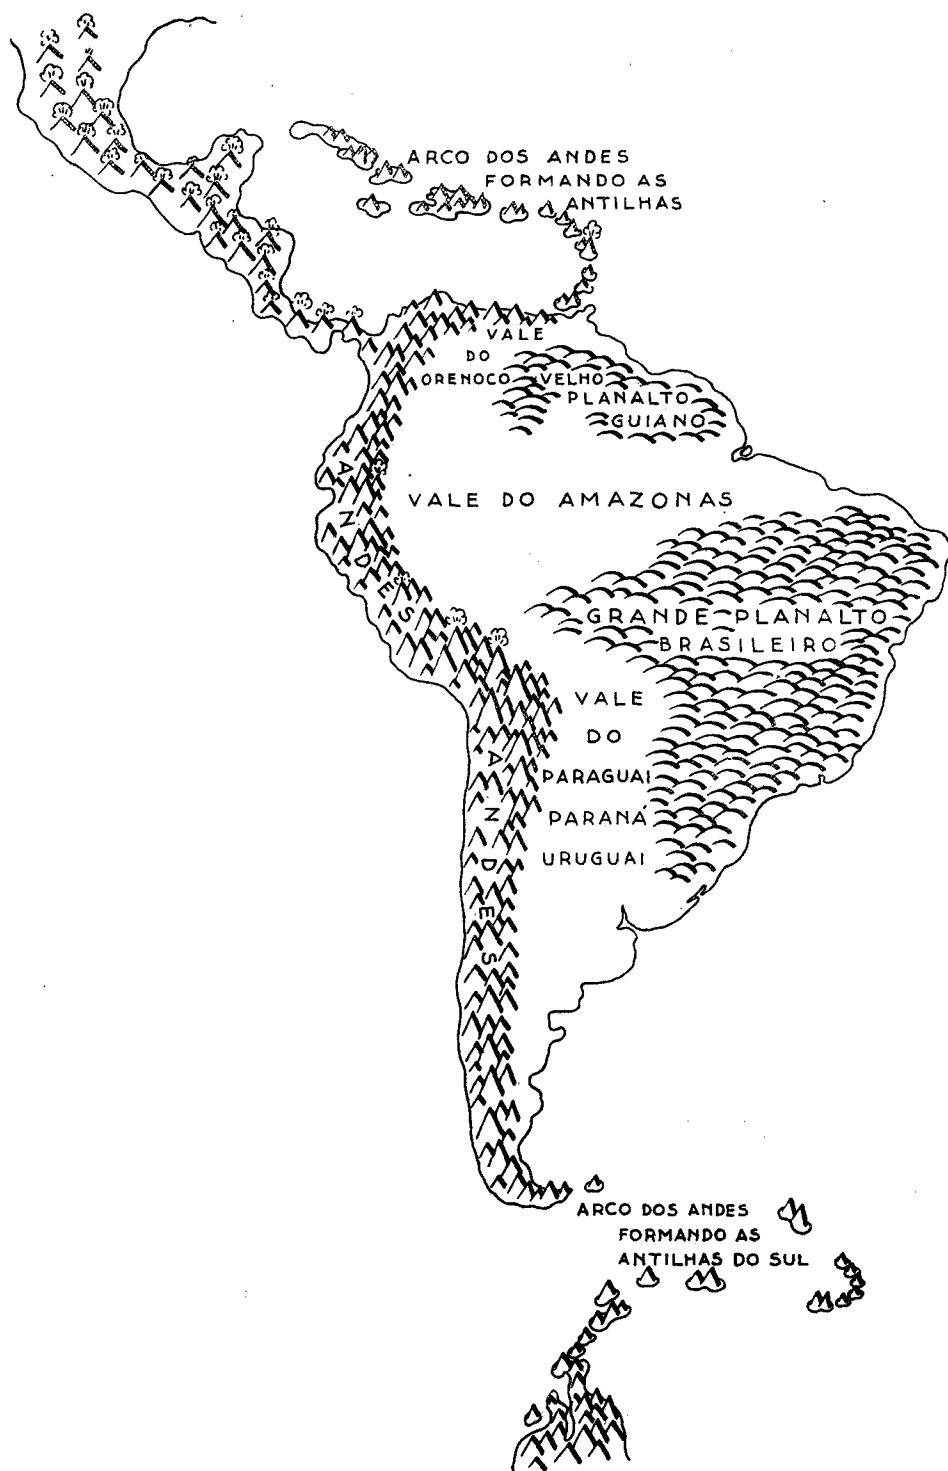 ARCO DOS ANDES
FORMANDO AS
ANTILHAS
VALE
DO
ORENOCO
VELHO
PLANALTO
GUIANO
ANDES
VALE DO AMAZONAS
GRANDE PLANALTO
BRASILEIRO
VALE
DO
PARAGUAI
PARANÁ
URUGUAI
ANDES
ARCO DOS ANDES
FORMANDO AS
ANTILHAS DO SUL